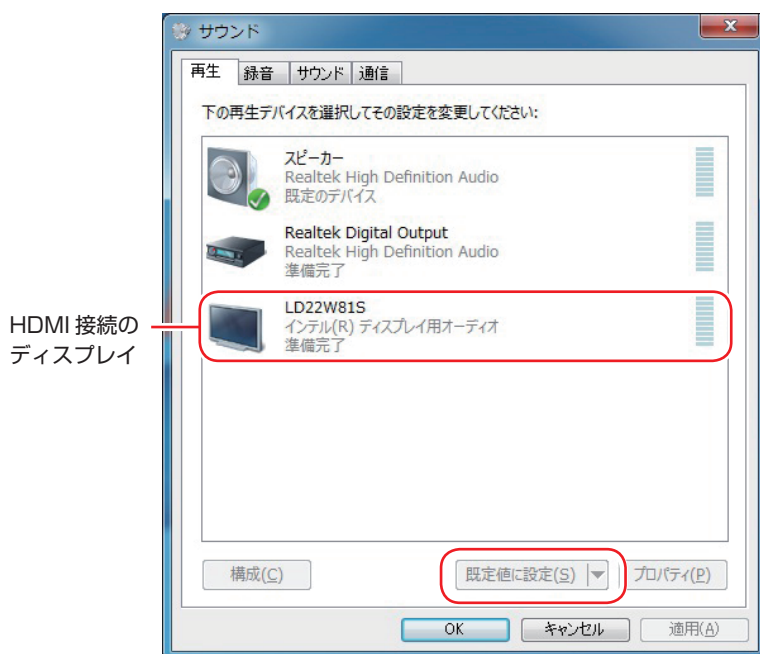 サウンド
再生 録音 サウンド 通信
下の再生デバイスを選択してその設定を変更してください:
スピーカー
Realtek High Definition Audio
既定のデバイス
Realtek Digital Output
Realtek High Definition Audio
準備完了
HDMI 接続の
ディスプレイ
LD22W81S
インテル(R) ディスプレイ用オーディオ
準備完了
構成(C) 既定値に設定(S) プロパティ(P)
OK キャンセル 適用(A)